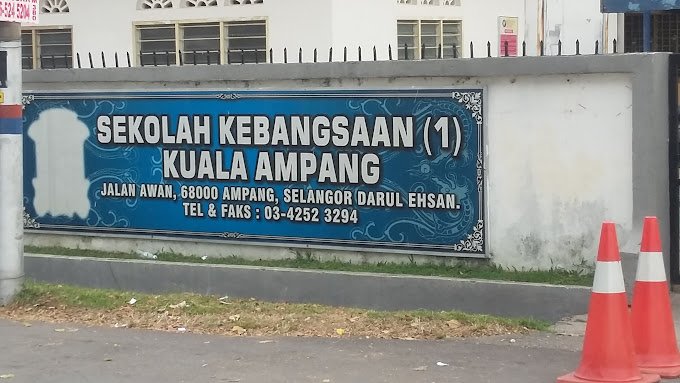 SEKOLAH KEBANGSAAN (1)
KUALA AMPANG
JALAN AWAN, 68000 AMPANG, SELANGOR DARUL EHSAN.
TEL & FAKS : 03-4252 3294